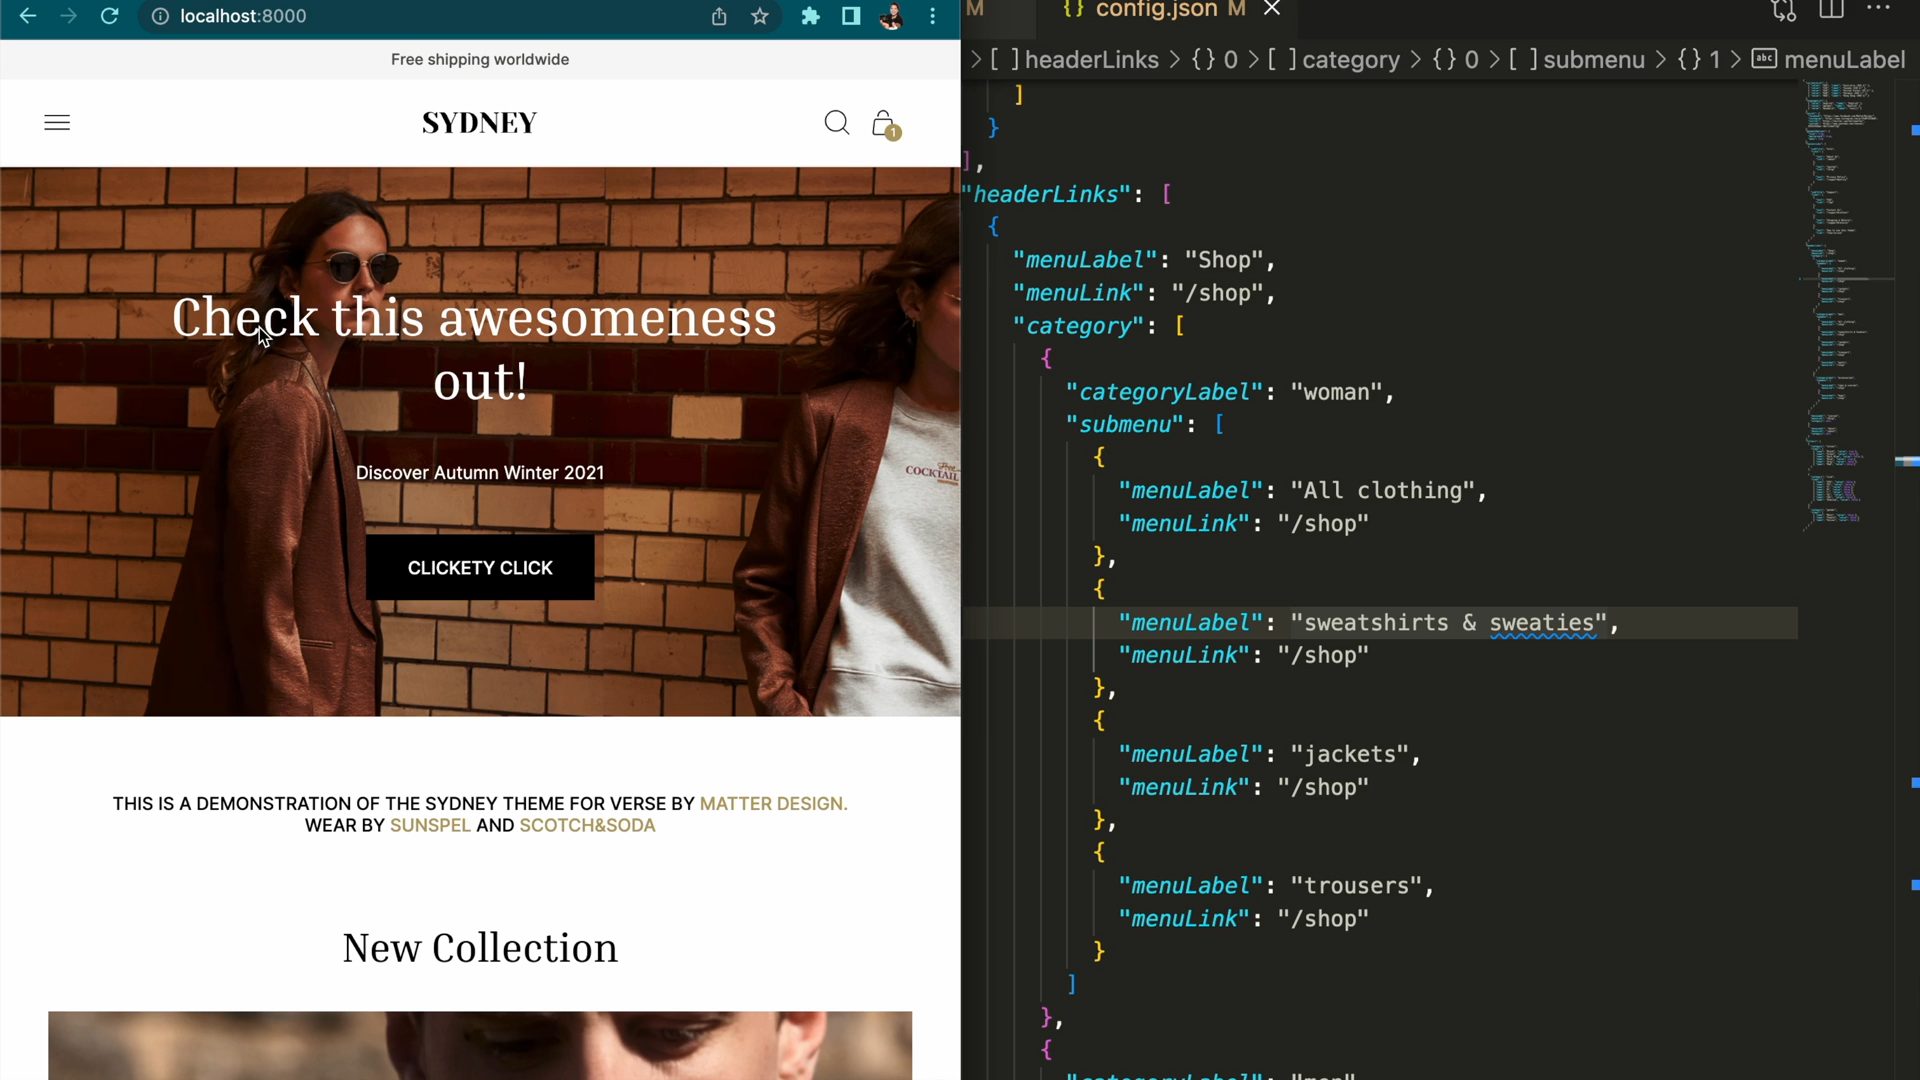 localhost:8000
Free shipping worldwide
SYDNEY
1
Check this awesomeness
out!
Discover Autumn Winter 2021
COCKTAIL
CLICKETY CLICK
THIS IS A DEMONSTRATION OF THE SYDNEY THEME FOR VERSE BY MATTER DESIGN.
WEAR BY SUNSPEL AND SCOTCH&SODA
New Collection
M {} config.json M
> [ ] headerLinks > {} 0 > [ ] category > {} 0 > [ ] submenu > {} 1 > abc menuLabel
]
}
],
"headerLinks": [
{
"menuLabel": "Shop",
"menuLink": "/shop",
"category": [
{
"categoryLabel": "woman",
"submenu": [
{
"menuLabel": "All clothing",
"menuLink": "/shop"
},
{
"menuLabel": "sweatshirts & sweaties",
"menuLink": "/shop"
},
{
"menuLabel": "jackets",
"menuLink": "/shop"
},
{
"menuLabel": "trousers",
"menuLink": "/shop"
}
]
},
{